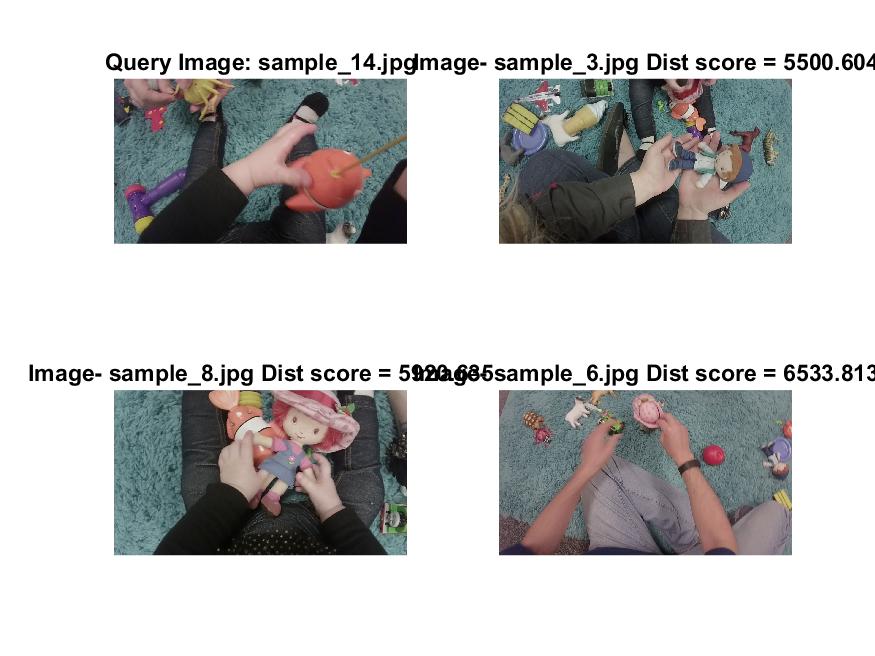 Query Image: sample_14.jpg
Image- sample_3.jpg Dist score = 5500.604
Image- sample_8.jpg Dist score = 5920.635
Image- sample_6.jpg Dist score = 6533.813